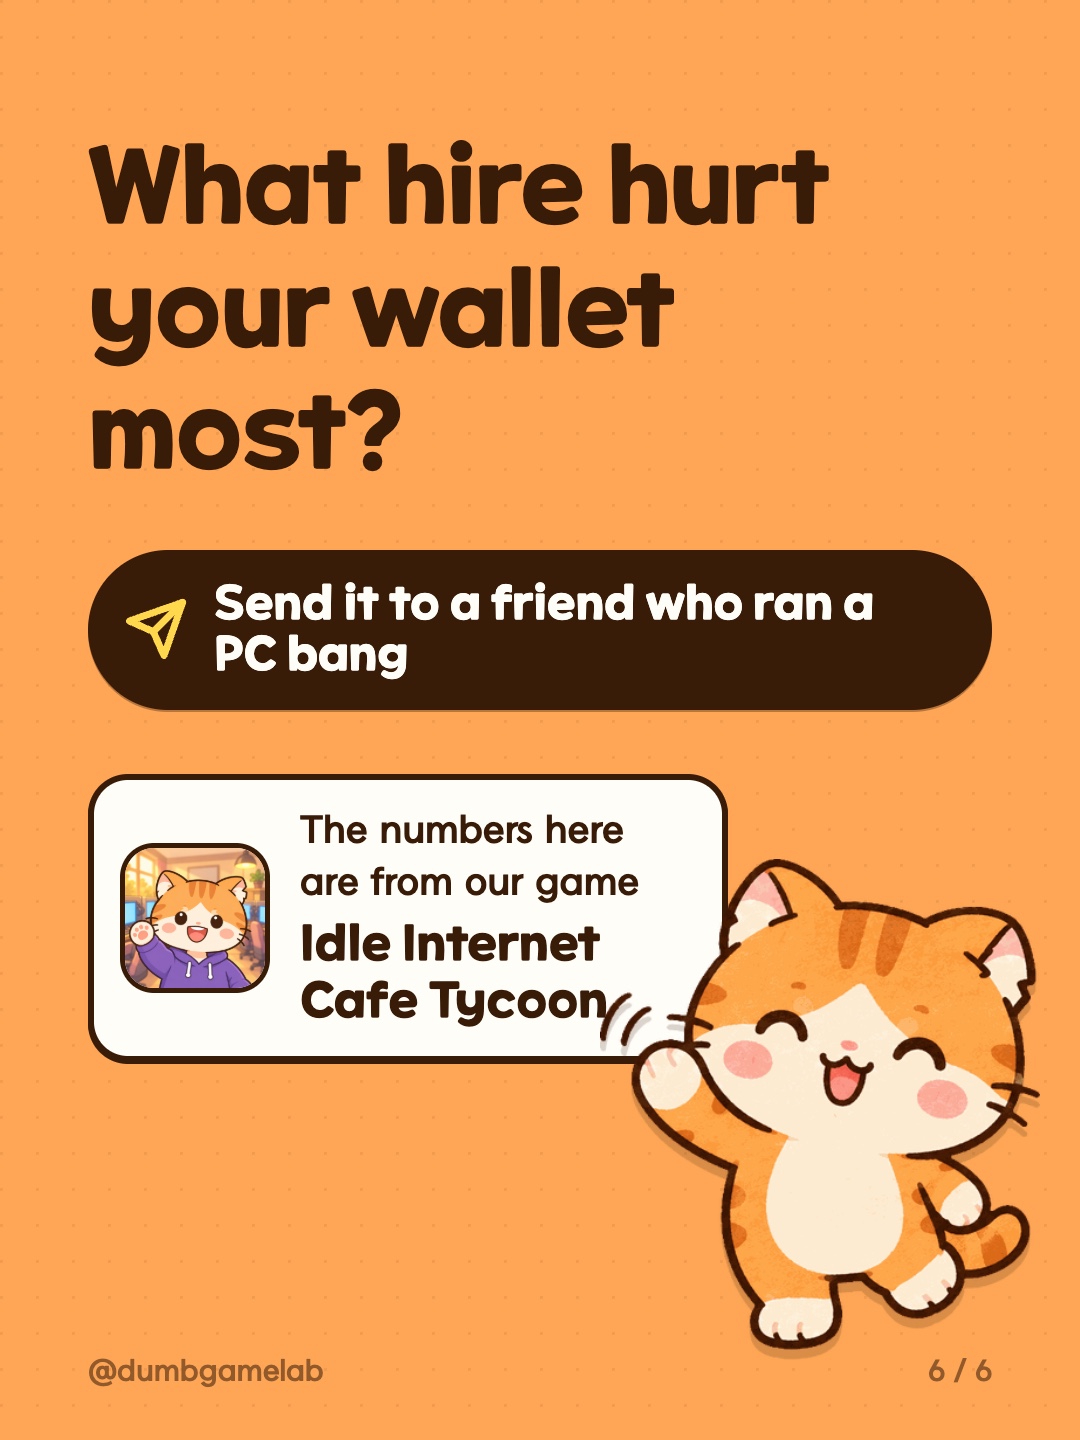 What hire hurt
your wallet
most?
Send it to a friend who ran a
PC bang
The numbers here
are from our game
Idle Internet
Cafe Tycoon
@dumbgamelab
6 / 6